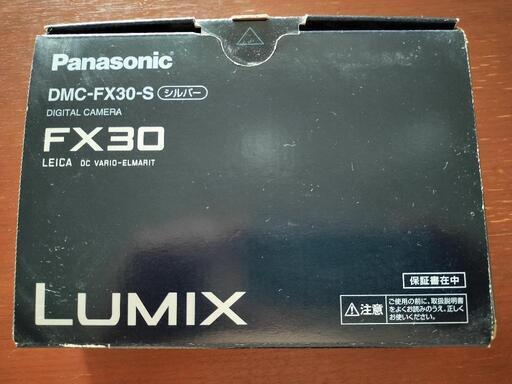 Panasonic
DMC-FX30-S シルバー
DIGITAL CAMERA
FX30
LEICA DC VARIO-ELMARIT
保証書在中
注意 ご使用の前に、取扱説明書
をよくお読みのうえ、正しく
お使いください。
LUMIX